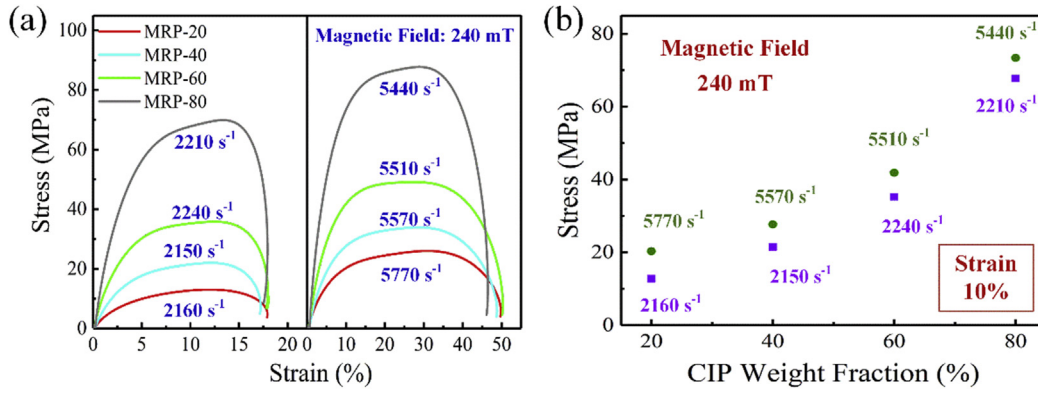 (a)
MRP-20
MRP-40
MRP-60
MRP-80
Magnetic Field: 240 mT
2210 s⁻¹
2240 s⁻¹
2150 s⁻¹
2160 s⁻¹
5440 s⁻¹
5510 s⁻¹
5570 s⁻¹
5770 s⁻¹
Stress (MPa)
100
80
60
40
20
0
0 5 10 15 20
0 10 20 30 40 50
Strain (%)
(b)
Magnetic Field
240 mT
5440 s⁻¹
2210 s⁻¹
5510 s⁻¹
2240 s⁻¹
5570 s⁻¹
2150 s⁻¹
5770 s⁻¹
2160 s⁻¹
Strain
10%
Stress (MPa)
80
60
40
20
0
20 40 60 80
CIP Weight Fraction (%)